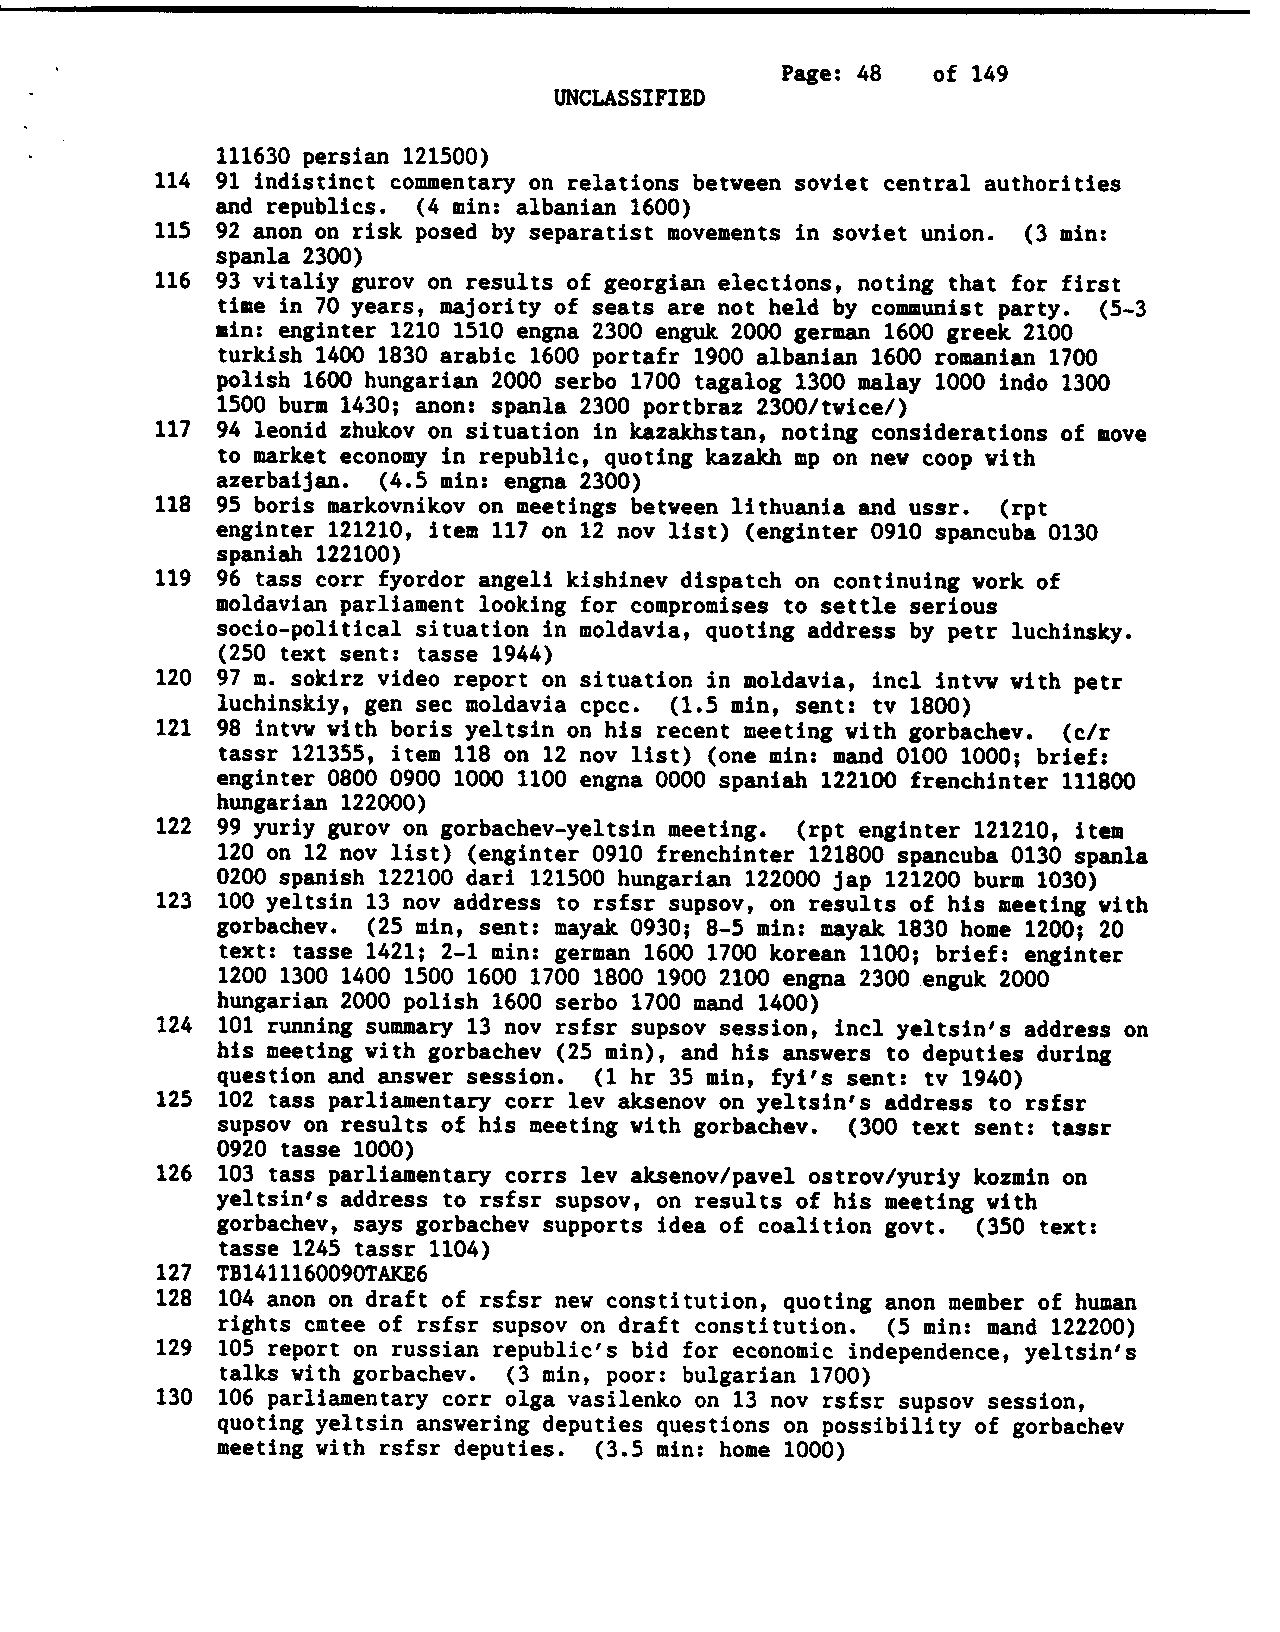 Page: 48 of 149
UNCLASSIFIED
111630 persian 121500)
114 91 indistinct commentary on relations between soviet central authorities
and republics. (4 min: albanian 1600)
115 92 anon on risk posed by separatist movements in soviet union. (3 min:
spanla 2300)
116 93 vitaliy gurov on results of georgian elections, noting that for first
time in 70 years, majority of seats are not held by communist party. (5-3
min: enginter 1210 1510 engna 2300 enguk 2000 german 1600 greek 2100
turkish 1400 1830 arabic 1600 portafr 1900 albanian 1600 romanian 1700
polish 1600 hungarian 2000 serbo 1700 tagalog 1300 malay 1000 indo 1300
1500 burm 1430; anon: spanla 2300 portbraz 2300/twice/)
117 94 leonid zhukov on situation in kazakhstan, noting considerations of move
to market economy in republic, quoting kazakh mp on new coop with
azerbaijan. (4.5 min: engna 2300)
118 95 boris markovnikov on meetings between lithuania and ussr. (rpt
enginter 121210, item 117 on 12 nov list) (enginter 0910 spancuba 0130
spaniah 122100)
119 96 tass corr fyordor angeli kishinev dispatch on continuing work of
moldavian parliament looking for compromises to settle serious
socio-political situation in moldavia, quoting address by petr luchinsky.
(250 text sent: tasse 1944)
120 97 m. sokirz video report on situation in moldavia, incl intvw with petr
luchinskiy, gen sec moldavia cpcc. (1.5 min, sent: tv 1800)
121 98 intvw with boris yeltsin on his recent meeting with gorbachev. (c/r
tassr 121355, item 118 on 12 nov list) (one min: mand 0100 1000; brief:
enginter 0800 0900 1000 1100 engna 0000 spaniah 122100 frenchinter 111800
hungarian 122000)
122 99 yuriy gurov on gorbachev-yeltsin meeting. (rpt enginter 121210, item
120 on 12 nov list) (enginter 0910 frenchinter 121800 spancuba 0130 spanla
0200 spanish 122100 dari 121500 hungarian 122000 jap 121200 burm 1030)
123 100 yeltsin 13 nov address to rsfsr supsov, on results of his meeting with
gorbachev. (25 min, sent: mayak 0930; 8-5 min: mayak 1830 home 1200; 20
text: tasse 1421; 2-1 min: german 1600 1700 korean 1100; brief: enginter
1200 1300 1400 1500 1600 1700 1800 1900 2100 engna 2300 enguk 2000
hungarian 2000 polish 1600 serbo 1700 mand 1400)
124 101 running summary 13 nov rsfsr supsov session, incl yeltsin's address on
his meeting with gorbachev (25 min), and his answers to deputies during
question and answer session. (1 hr 35 min, fyi's sent: tv 1940)
125 102 tass parliamentary corr lev aksenov on yeltsin's address to rsfsr
supsov on results of his meeting with gorbachev. (300 text sent: tassr
0920 tasse 1000)
126 103 tass parliamentary corrs lev aksenov/pavel ostrov/yuriy kozmin on
yeltsin's address to rsfsr supsov, on results of his meeting with
gorbachev, says gorbachev supports idea of coalition govt. (350 text:
tasse 1245 tassr 1104)
127 TB1411160090TAKE6
128 104 anon on draft of rsfsr new constitution, quoting anon member of human
rights cmtee of rsfsr supsov on draft constitution. (5 min: mand 122200)
129 105 report on russian republic's bid for economic independence, yeltsin's
talks with gorbachev. (3 min, poor: bulgarian 1700)
130 106 parliamentary corr olga vasilenko on 13 nov rsfsr supsov session,
quoting yeltsin answering deputies questions on possibility of gorbachev
meeting with rsfsr deputies. (3.5 min: home 1000)